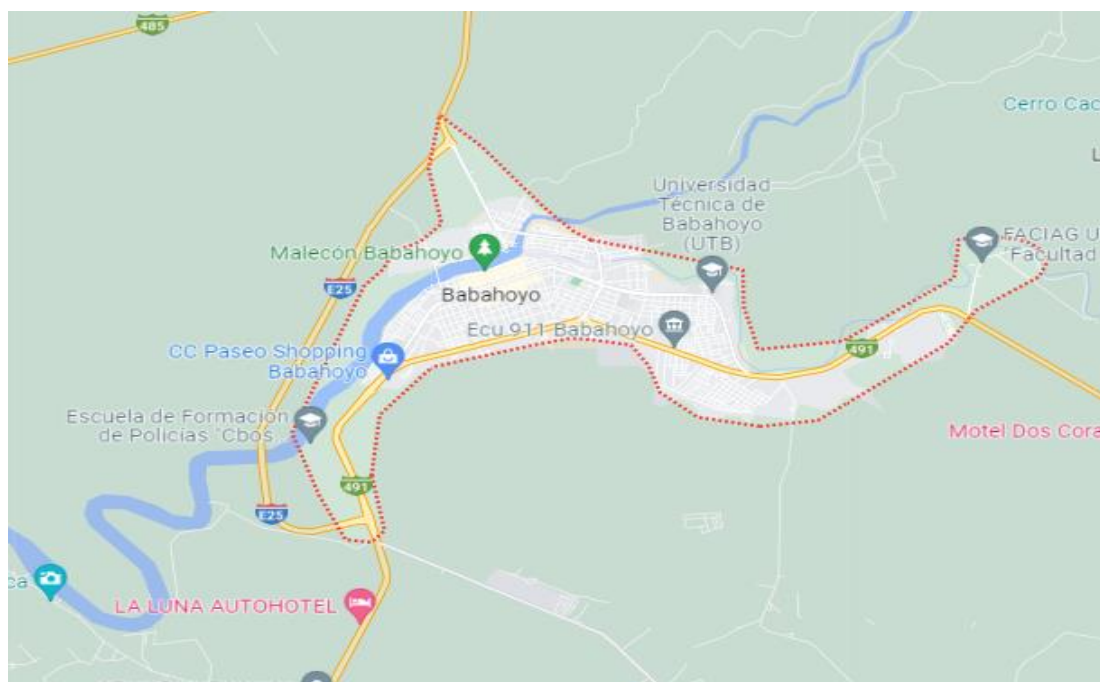 485
Cerro Cac
L
Universidad
Técnica de
Babahoyo
(UTB)
FACIAG U
"Facultad
Malecón Babahoyo
E25
Babahoyo
Ecu 911 Babahoyo
491
CC Paseo Shopping
Babahoyo
Escuela de Formación
de Policías "Cbos
Motel Dos Cora
491
E25
ca
LA LUNA AUTOHOTEL